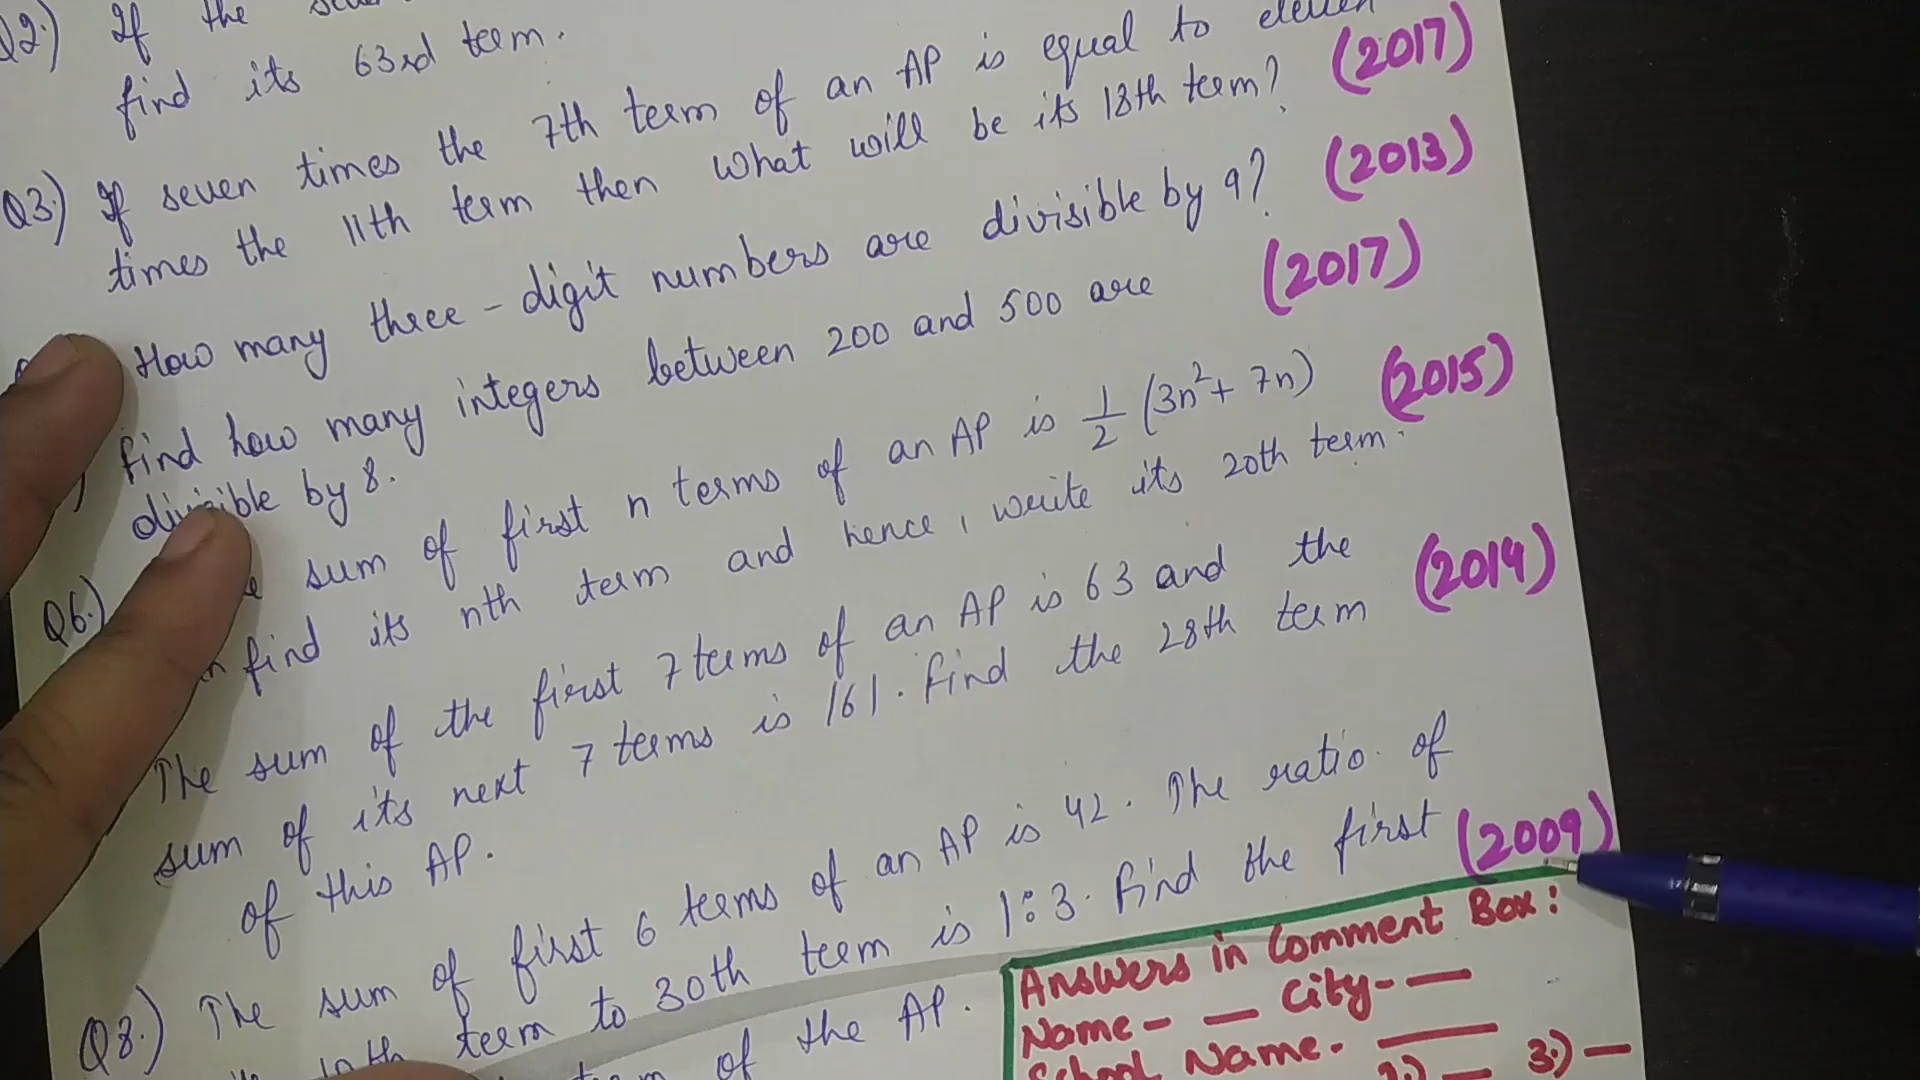 Q2.) If the
find its 63rd term.
Q3.) If seven times the 7th term of an AP is equal to eleven
times the 11th term then what will be its 18th term? (2017)
How many three-digit numbers are divisible by 9? (2013)
find how many integers between 200 and 500 are (2017)
divisible by 8.
Q6.) sum of first n terms of an AP is 1/2 (3n²+7n) (2015)
find its nth term and hence, write its 20th term.
The sum of the first 7 terms of an AP is 63 and the
sum of its next 7 terms is 161. Find the 28th term (2014)
of this AP.
Q8.) The sum of first 6 terms of an AP is 42. The ratio of
10th term to 30th term is 1:3. Find the first (2009)
of the AP.
Answers in Comment Box:
Name- — City- —
School Name. —
2.) — 3.) —